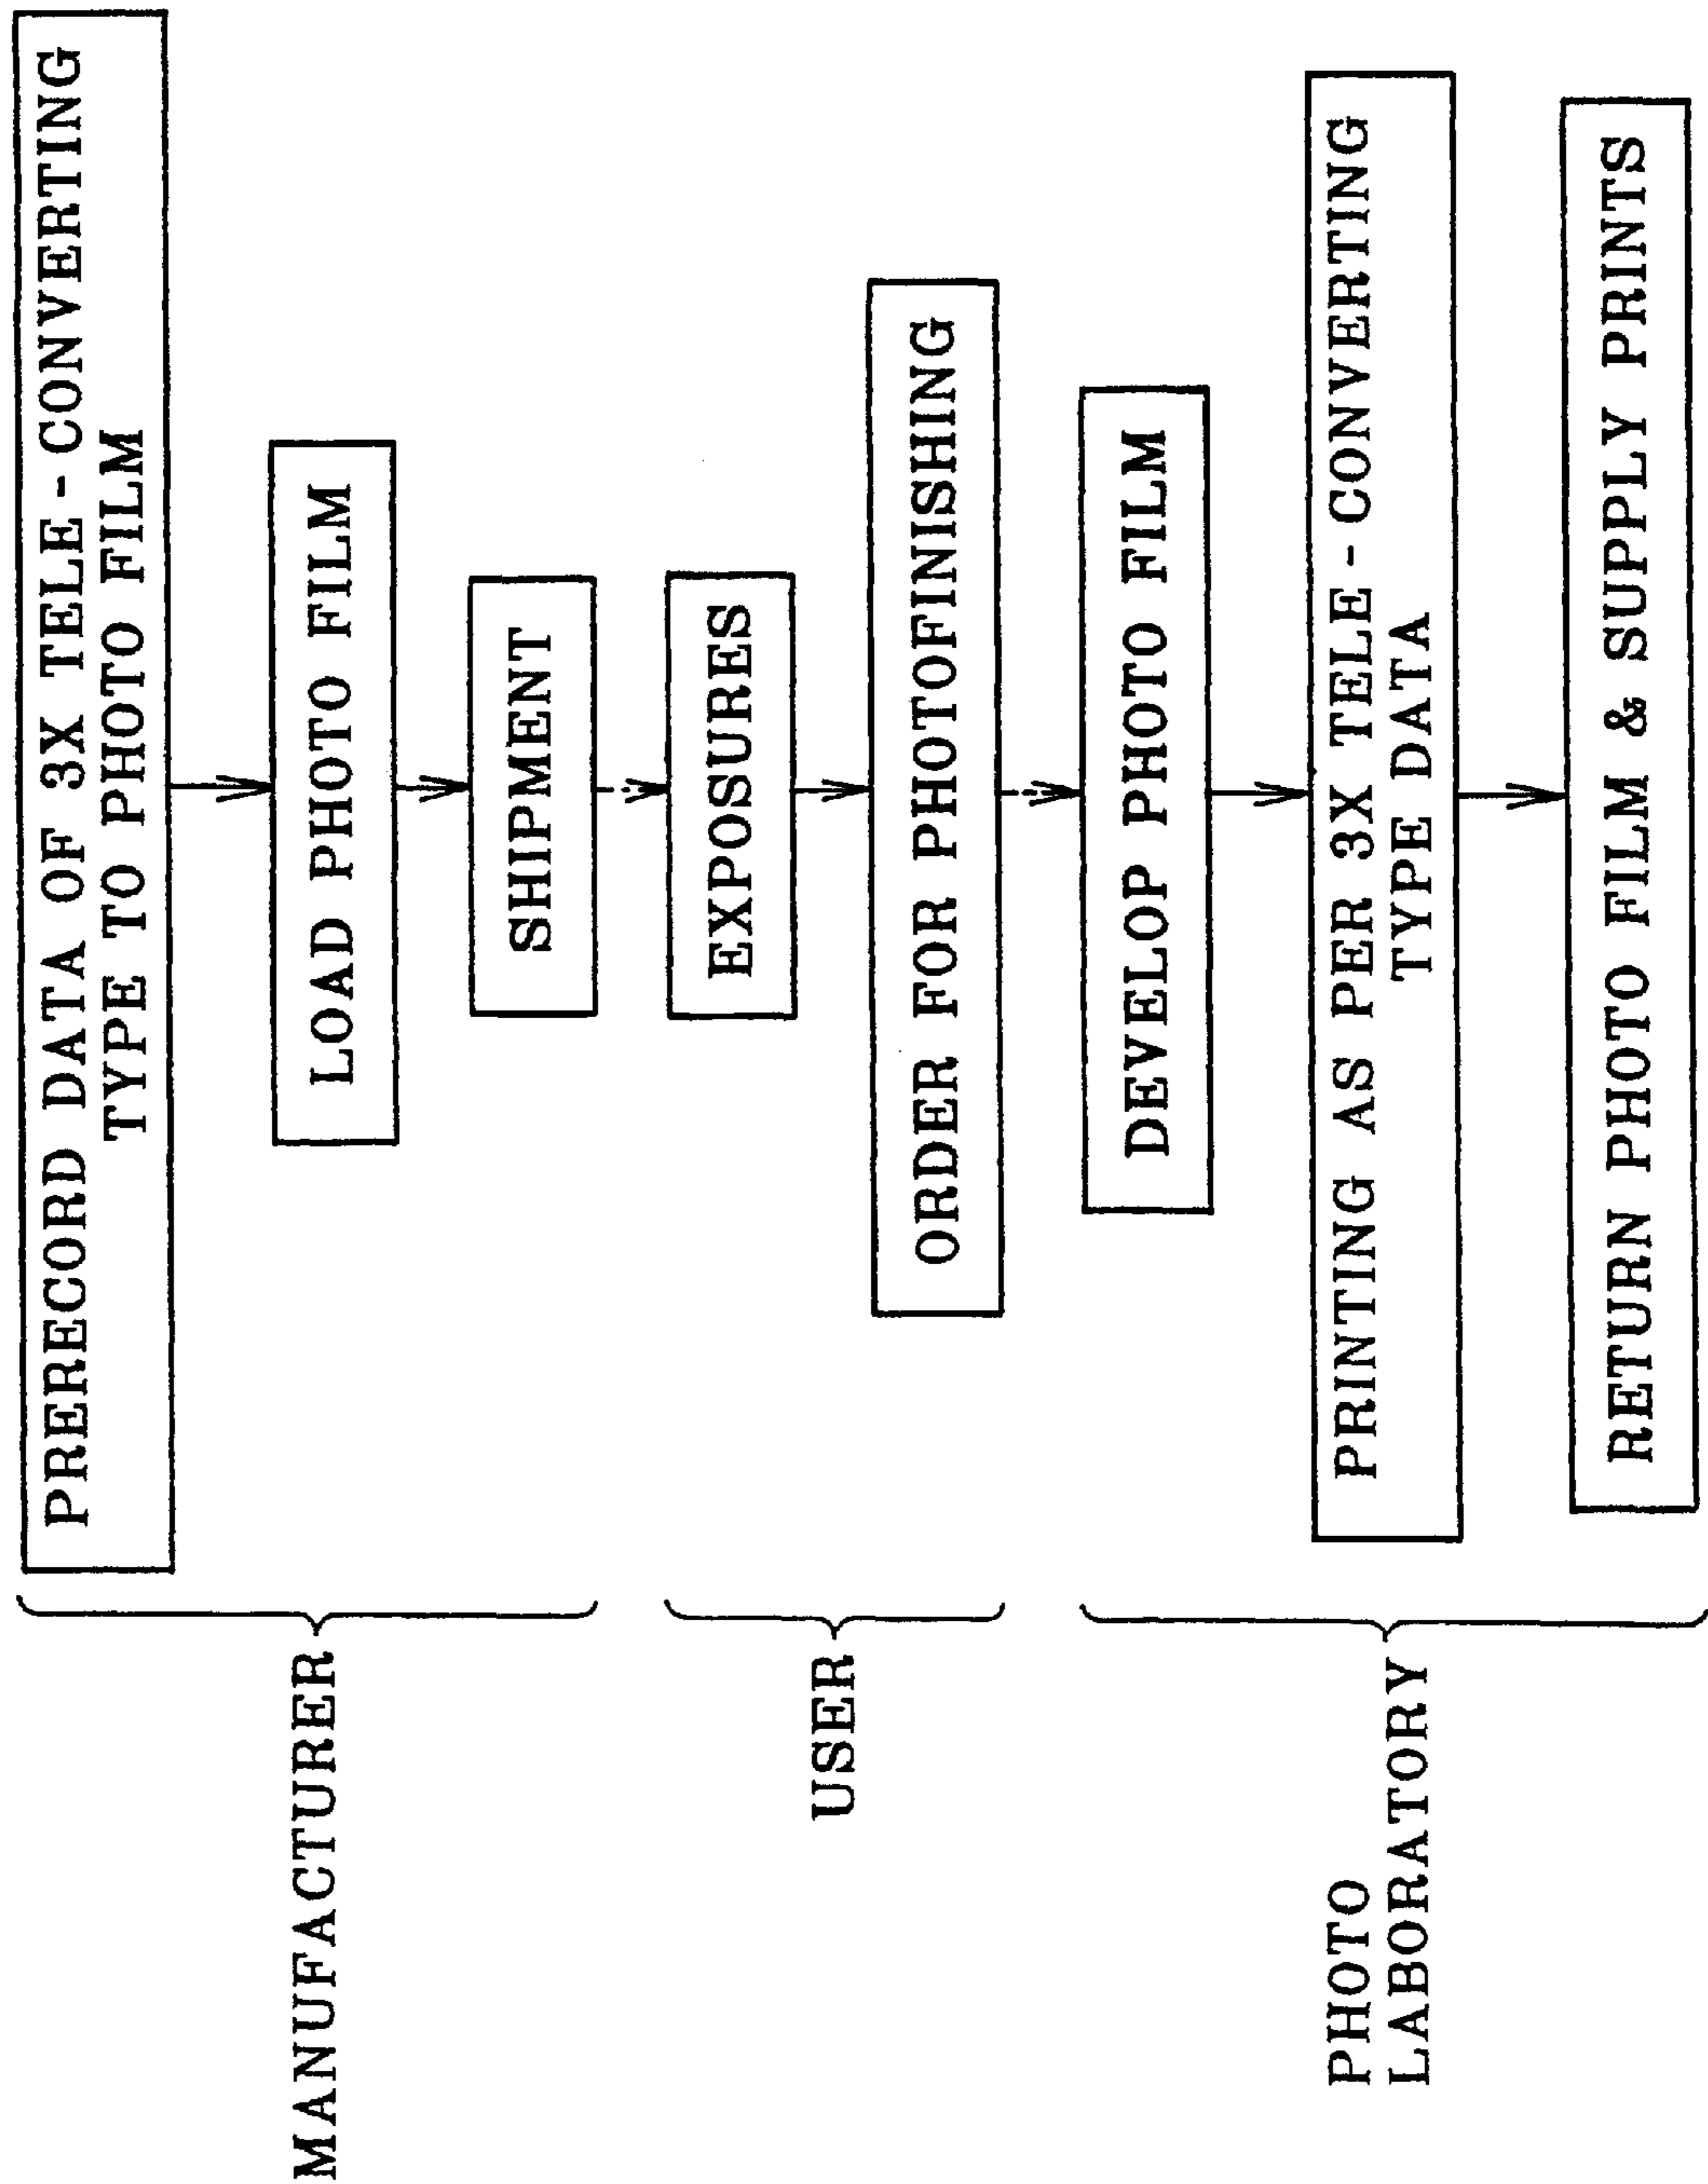 MANUFACTURER
PRERECORD DATA OF 3X TELE-CONVERTING
TYPE TO PHOTO FILM
LOAD PHOTO FILM
SHIPMENT
USER
EXPOSURES
ORDER FOR PHOTOFINISHING
PHOTO
LABORATORY
DEVELOP PHOTO FILM
PRINTING AS PER 3X TELE-CONVERTING
TYPE DATA
RETURN PHOTO FILM & SUPPLY PRINTS